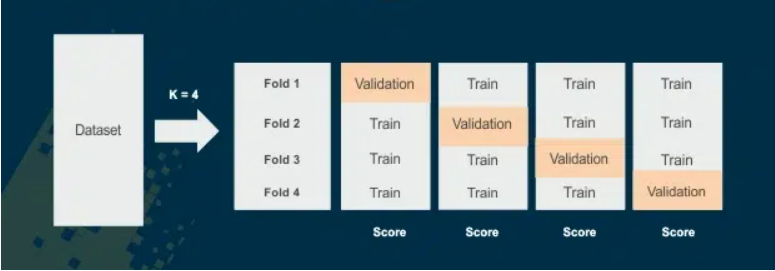 K = 4
Dataset
Fold 1 Validation Train Train Train
Fold 2 Train Validation Train Train
Fold 3 Train Train Validation Train
Fold 4 Train Train Train Validation
Score Score Score Score